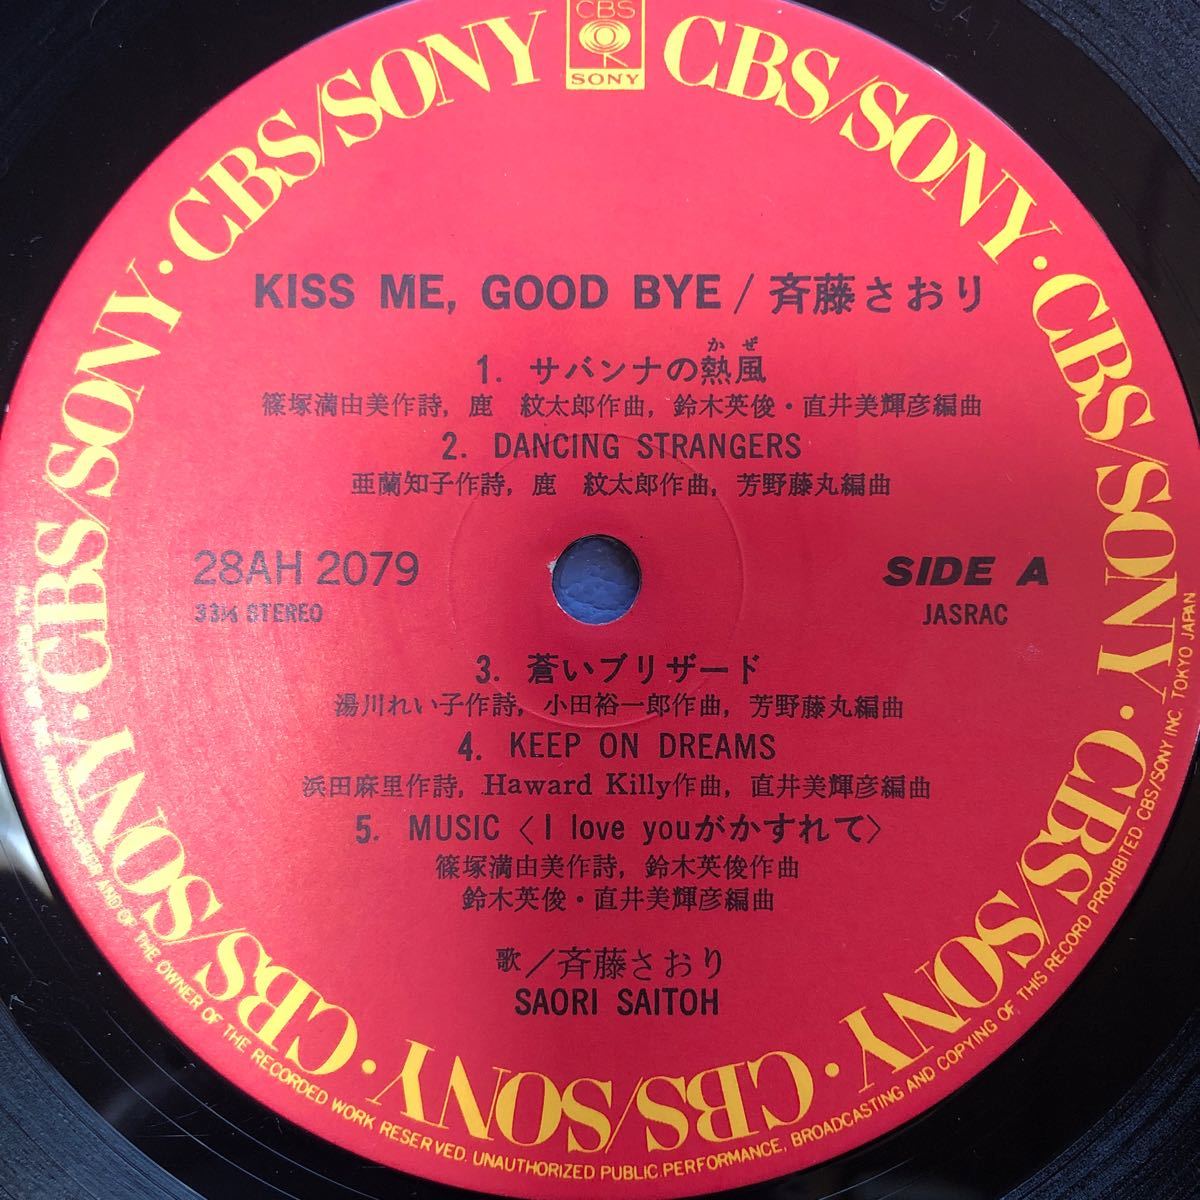 CBS
SONY
CBS/SONY · CBS/SONY · CBS/SONY · CBS/SONY · CBS/SONY · CBS/SONY · CBS/SONY · CBS/SONY · CBS/SONY
KISS ME, GOOD BYE / 斉藤さおり
かぜ
1. サバンナの熱風
篠塚満由美作詩, 鹿 紋太郎作曲, 鈴木英俊・直井美輝彦編曲
2. DANCING STRANGERS
亜蘭知子作詩, 鹿 紋太郎作曲, 芳野藤丸編曲
28AH 2079
33⅓ STEREO
SIDE A
JASRAC
3. 蒼いブリザード
湯川れい子作詩, 小田裕一郎作曲, 芳野藤丸編曲
4. KEEP ON DREAMS
浜田麻里作詩, Haward Killy作曲, 直井美輝彦編曲
5. MUSIC〈I love youがかすれて〉
篠塚満由美作詩, 鈴木英俊作曲
鈴木英俊・直井美輝彦編曲
歌／斉藤さおり
SAORI SAITOH
AND OF THE OWNER OF THE RECORDED WORK RESERVED. UNAUTHORIZED PUBLIC PERFORMANCE, BROADCASTING AND COPYING OF THIS RECORD PROHIBITED CBS/SONY INC. TOKYO JAPAN